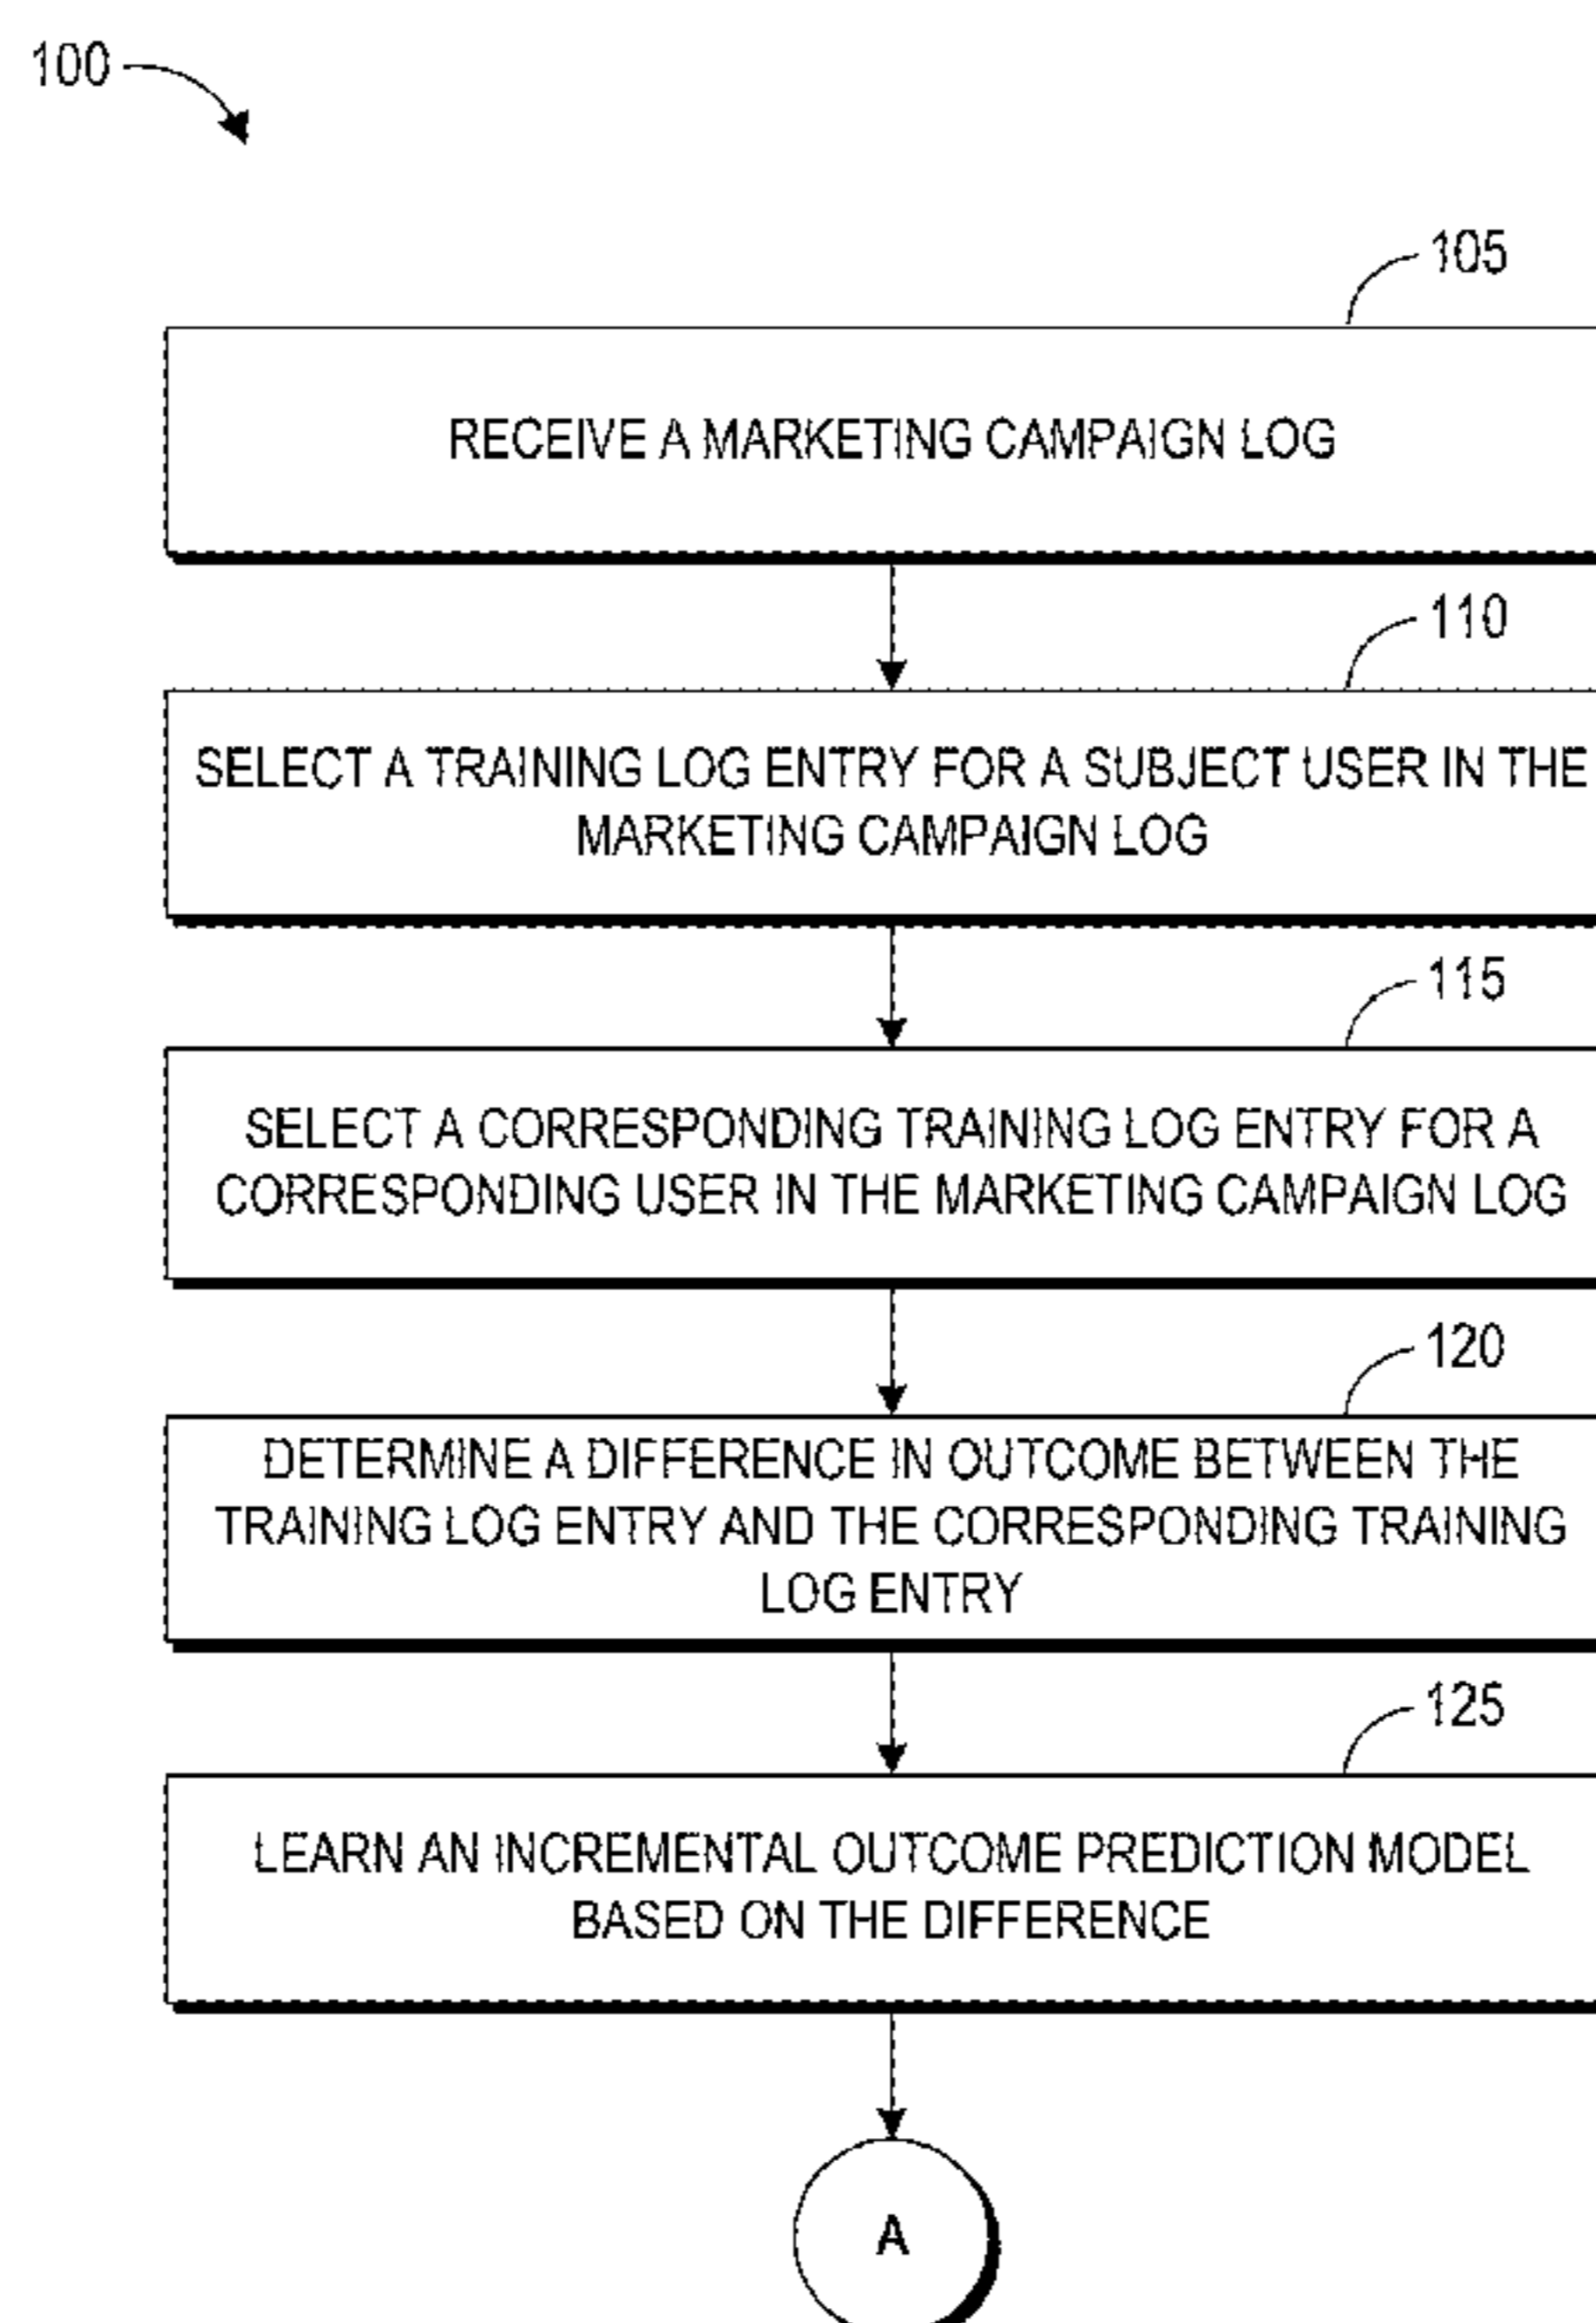 100
105
RECEIVE A MARKETING CAMPAIGN LOG
110
SELECT A TRAINING LOG ENTRY FOR A SUBJECT USER IN THE
MARKETING CAMPAIGN LOG
115
SELECT A CORRESPONDING TRAINING LOG ENTRY FOR A
CORRESPONDING USER IN THE MARKETING CAMPAIGN LOG
120
DETERMINE A DIFFERENCE IN OUTCOME BETWEEN THE
TRAINING LOG ENTRY AND THE CORRESPONDING TRAINING
LOG ENTRY
125
LEARN AN INCREMENTAL OUTCOME PREDICTION MODEL
BASED ON THE DIFFERENCE
A